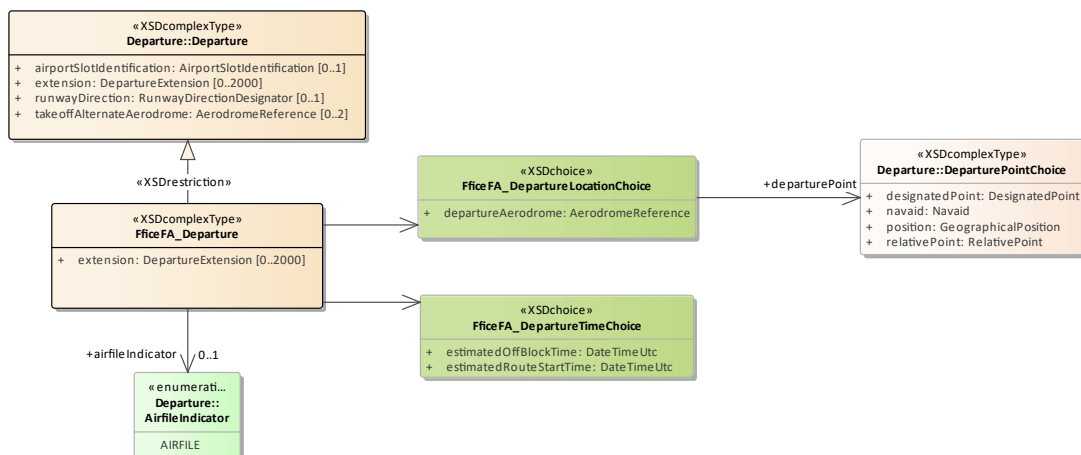 «XSDcomplexType»
Departure::Departure
+ airportSlotIdentification: AirportSlotIdentification [0..1]
+ extension: DepartureExtension [0..2000]
+ runwayDirection: RunwayDirectionDesignator [0..1]
+ takeoffAlternateAerodrome: AerodromeReference [0..2]
«XSDrestriction»
«XSDcomplexType»
FficeFA_Departure
+ extension: DepartureExtension [0..2000]
«XSDchoice»
FficeFA_DepartureLocationChoice
+ departureAerodrome: AerodromeReference
+departurePoint
«XSDcomplexType»
Departure::DeparturePointChoice
+ designatedPoint: DesignatedPoint
+ navaid: Navaid
+ position: GeographicalPosition
+ relativePoint: RelativePoint
«XSDchoice»
FficeFA_DepartureTimeChoice
+ estimatedOffBlockTime: DateTimeUtc
+ estimatedRouteStartTime: DateTimeUtc
+airfileIndicator 0..1
«enumerati...
Departure::
AirfileIndicator
AIRFILE